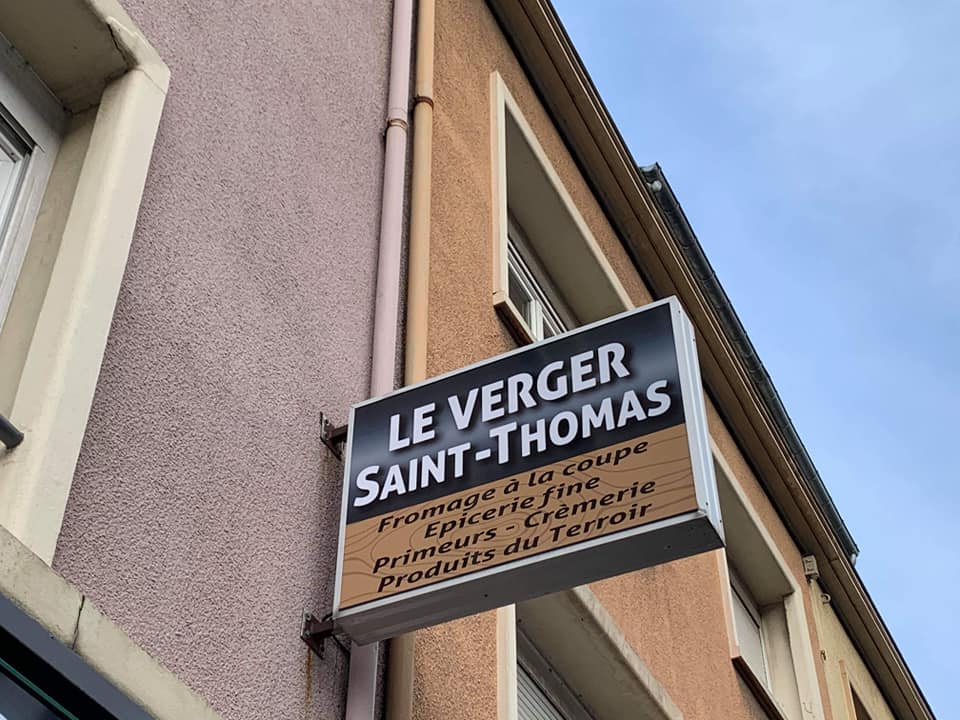 LE VERGER
SAINT-THOMAS
Fromage à la coupe
Epicerie fine
Primeurs - Crèmerie
Produits du Terroir